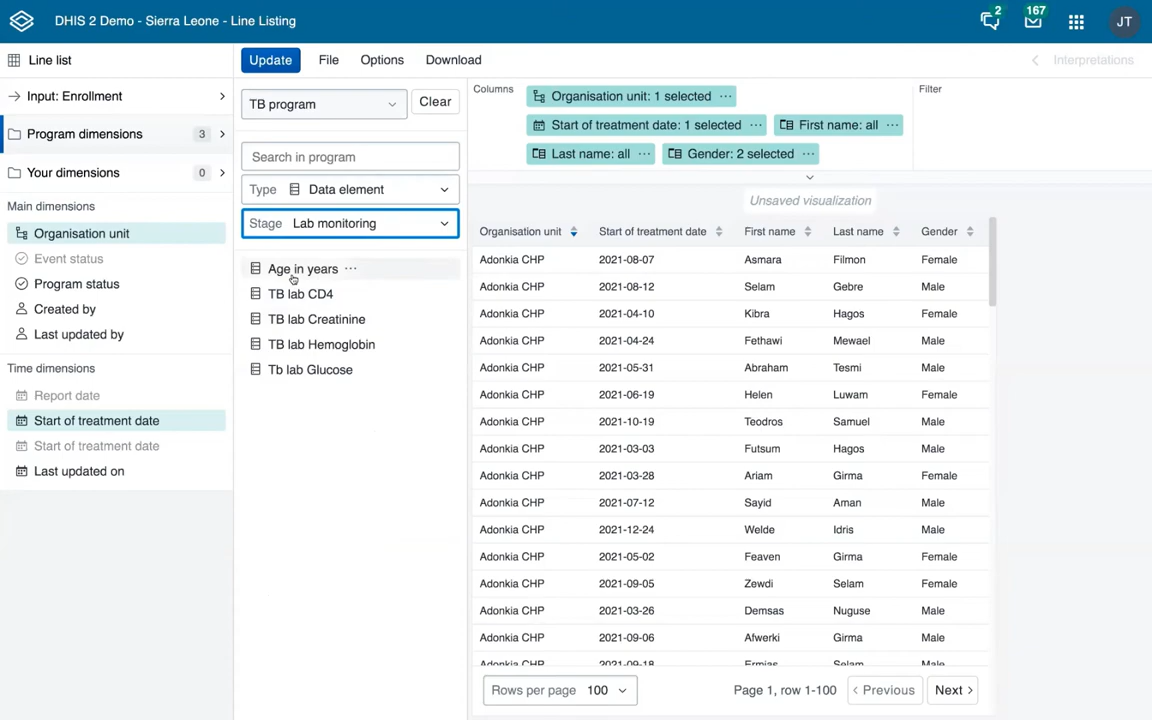 DHIS 2 Demo - Sierra Leone - Line Listing
2
167
JT
Line list
Update
File
Options
Download
Interpretations
Input: Enrollment
Program dimensions
3
Your dimensions
0
Main dimensions
Organisation unit
Event status
Program status
Created by
Last updated by
Time dimensions
Report date
Start of treatment date
Start of treatment date
Last updated on
TB program
Clear
Search in program
Type Data element
Stage Lab monitoring
Age in years ···
TB lab CD4
TB lab Creatinine
TB lab Hemoglobin
Tb lab Glucose
Columns
Organisation unit: 1 selected ···
Start of treatment date: 1 selected ···
First name: all ···
Last name: all ···
Gender: 2 selected ···
Filter
Unsaved visualization
Organisation unit Start of treatment date First name Last name Gender
Adonkia CHP 2021-08-07 Asmara Filmon Female
Adonkia CHP 2021-08-12 Selam Gebre Male
Adonkia CHP 2021-04-10 Kibra Hagos Female
Adonkia CHP 2021-04-24 Fethawi Mewael Male
Adonkia CHP 2021-05-31 Abraham Tesmi Male
Adonkia CHP 2021-06-19 Helen Luwam Female
Adonkia CHP 2021-10-19 Teodros Samuel Male
Adonkia CHP 2021-03-03 Futsum Hagos Male
Adonkia CHP 2021-03-28 Ariam Girma Female
Adonkia CHP 2021-07-12 Sayid Aman Male
Adonkia CHP 2021-12-24 Welde Idris Male
Adonkia CHP 2021-05-02 Feaven Girma Female
Adonkia CHP 2021-09-05 Zewdi Selam Female
Adonkia CHP 2021-03-26 Demsas Nuguse Male
Adonkia CHP 2021-09-06 Afwerki Girma Male
Adonkia CHP 2021-09-18 Ermias Selam Male
Rows per page 100
Page 1, row 1-100
Previous
Next